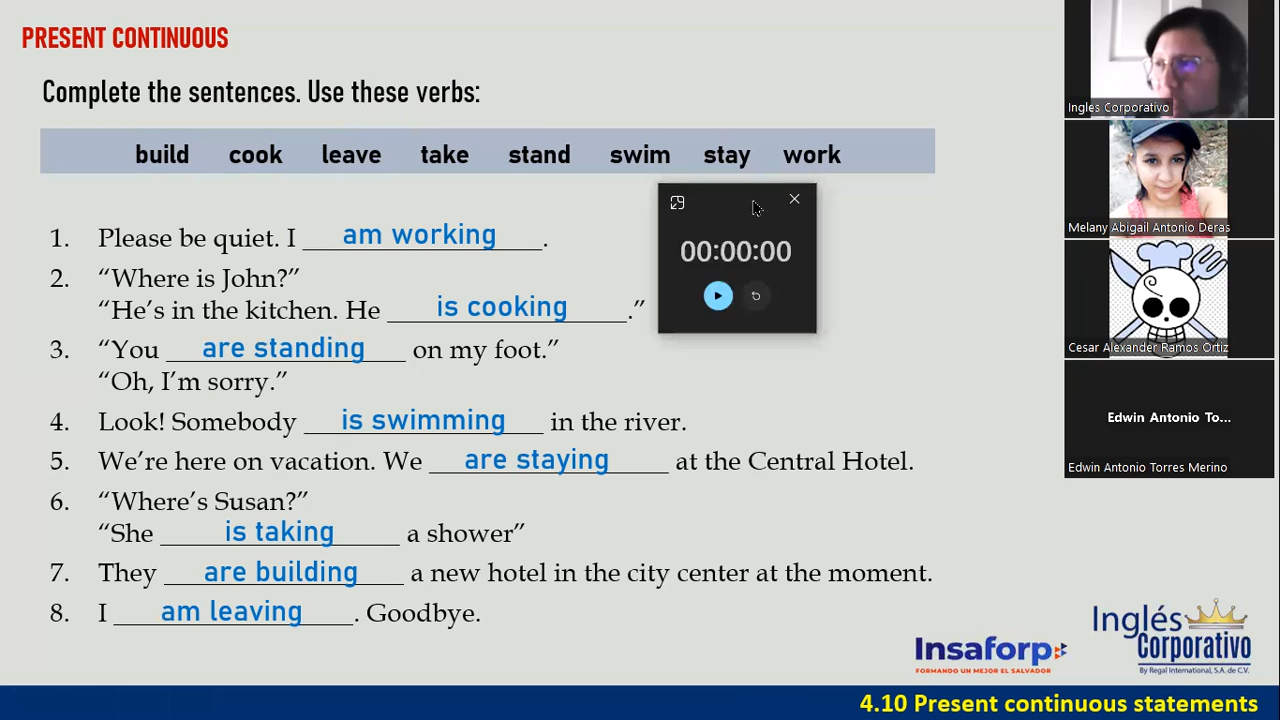 PRESENT CONTINUOUS
Complete the sentences. Use these verbs:
build cook leave take stand swim stay work
1. Please be quiet. I am working.
2. “Where is John?”
“He’s in the kitchen. He is cooking.”
3. “You are standing on my foot.”
“Oh, I’m sorry.”
4. Look! Somebody is swimming in the river.
5. We’re here on vacation. We are staying at the Central Hotel.
6. “Where’s Susan?”
“She is taking a shower”
7. They are building a new hotel in the city center at the moment.
8. I am leaving. Goodbye.
00:00:00
Ingles Corporativo
Melany Abigail Antonio Deras
Cesar Alexander Ramos Ortiz
Edwin Antonio To...
Edwin Antonio Torres Merino
Insaforp
FORMANDO UN MEJOR EL SALVADOR
Inglés
Corporativo
By Regal International, S.A. de C.V.
4.10 Present continuous statements